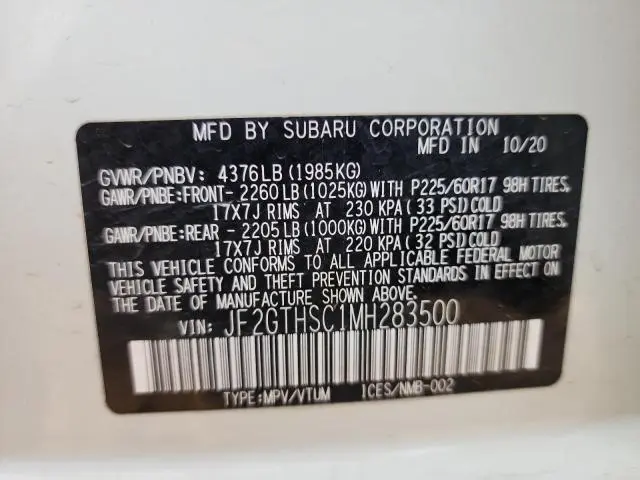 MFD BY SUBARU CORPORATION
MFD IN 10/20
GVWR/PNBV: 4376LB(1985KG)
GAWR/PNBE:FRONT- 2260LB(1025KG)WITH P225/60R17 98H TIRES,
17X7J RIMS AT 230 KPA(33 PSI)COLD
GAWR/PNBE:REAR - 2205LB(1000KG)WITH P225/60R17 98H TIRES,
17X7J RIMS AT 220 KPA(32 PSI)COLD
THIS VEHICLE CONFORMS TO ALL APPLICABLE FEDERAL MOTOR
VEHICLE SAFETY AND THEFT PREVENTION STANDARDS IN EFFECT ON
THE DATE OF MANUFACTURE SHOWN ABOVE.
VIN: JF2GTHSC1MH283500
TYPE:MPV/VTUM ICES/NMB-002